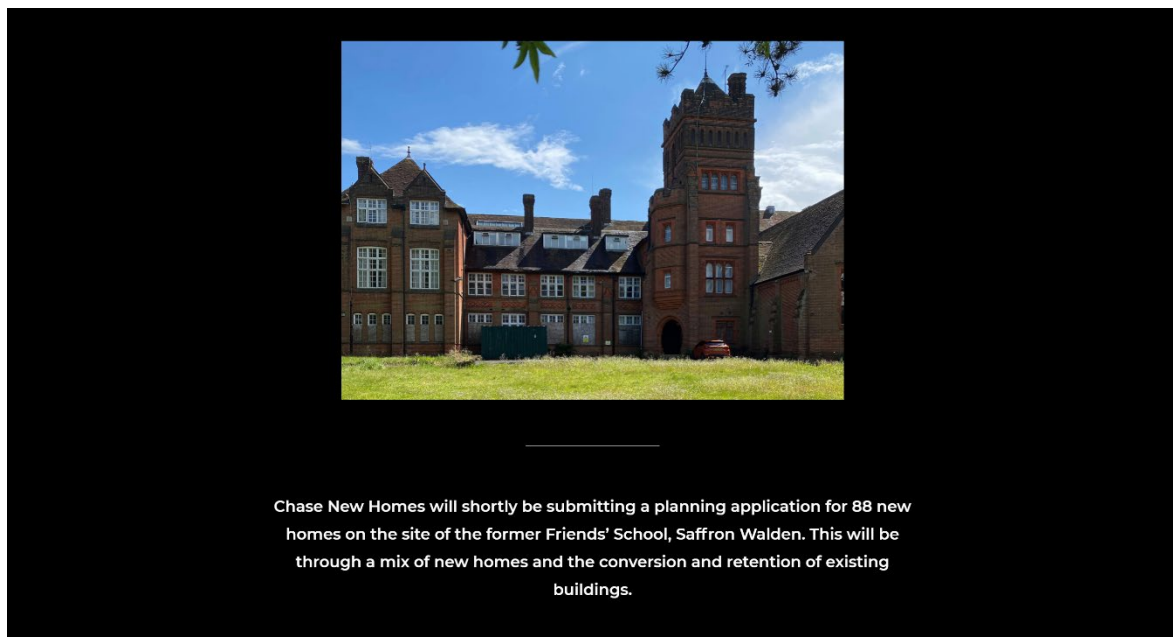 Chase New Homes will shortly be submitting a planning application for 88 new
homes on the site of the former Friends’ School, Saffron Walden. This will be
through a mix of new homes and the conversion and retention of existing
buildings.